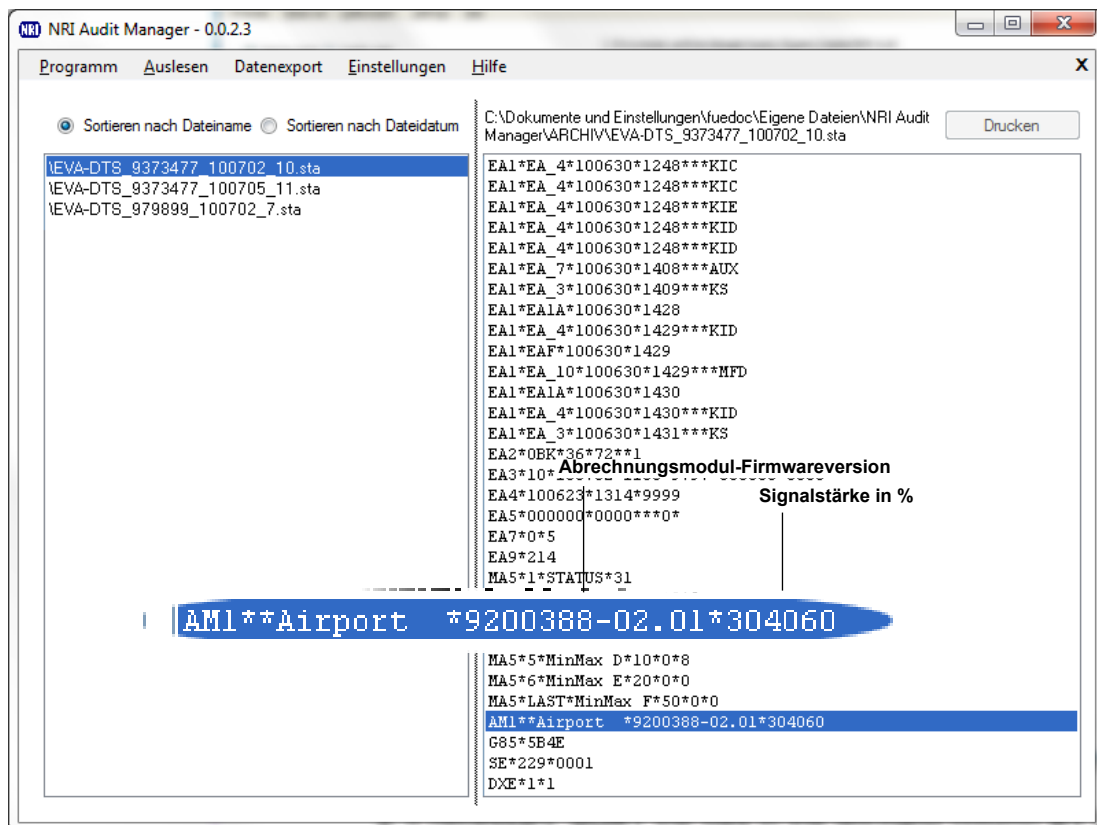 NRI NRI Audit Manager - 0.0.2.3
Programm Auslesen Datenexport Einstellungen Hilfe X
Sortieren nach Dateiname Sortieren nach Dateidatum
C:\Dokumente und Einstellungen\fuedoc\Eigene Dateien\NRI Audit
Manager\ARCHIV\EVA-DTS_9373477_100702_10.sta
Drucken
\EVA-DTS_9373477_100702_10.sta
\EVA-DTS_9373477_100705_11.sta
\EVA-DTS_979899_100702_7.sta
EA1*EA_4*100630*1248***KIC
EA1*EA_4*100630*1248***KIC
EA1*EA_4*100630*1248***KIE
EA1*EA_4*100630*1248***KID
EA1*EA_4*100630*1248***KID
EA1*EA_7*100630*1408***AUX
EA1*EA_3*100630*1409***KS
EA1*EA1A*100630*1428
EA1*EA_4*100630*1429***KID
EA1*EAF*100630*1429
EA1*EA_10*100630*1429***MFD
EA1*EA1A*100630*1430
EA1*EA_4*100630*1430***KID
EA1*EA_3*100630*1431***KS
EA2*0BK*36*72**1
Abrechnungsmodul-Firmwareversion
EA3*10*
Signalstärke in %
EA4*100623*1314*9999
EA5*000000*0000***0*
EA7*0*5
EA9*214
MA5*1*STATUS*31
AM1**Airport *9200388-02.01*304060
MA5*5*MinMax D*10*0*8
MA5*6*MinMax E*20*0*0
MA5*LAST*MinMax F*50*0*0
AM1**Airport *9200388-02.01*304060
G85*5B4E
SE*229*0001
DXE*1*1